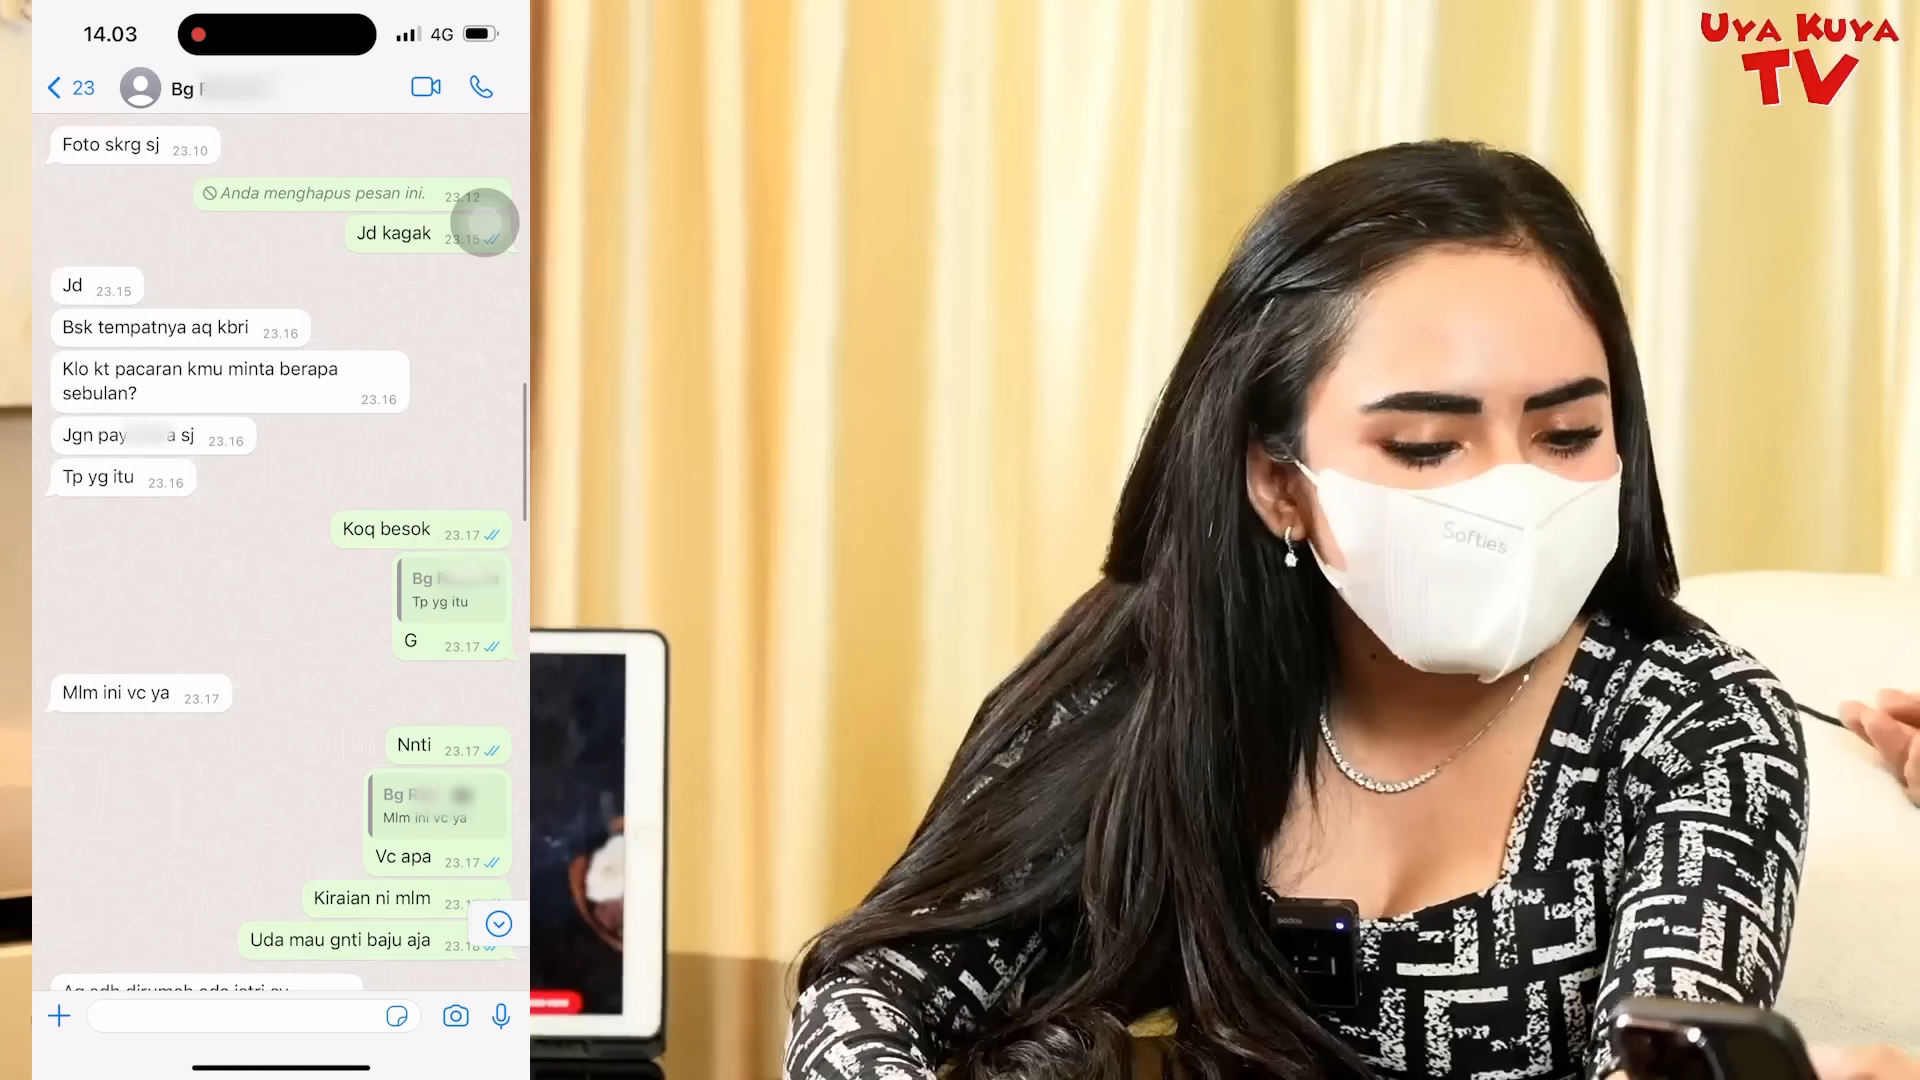 14.03
4G
UYA KUYA
TV
23
Bg
Foto skrg sj 23.10
Anda menghapus pesan ini. 23.12
Jd kagak 23.15
Jd 23.15
Bsk tempatnya aq kbri 23.16
Klo kt pacaran kmu minta berapa
sebulan? 23.16
Jgn pay a sj 23.16
Tp yg itu 23.16
Koq besok 23.17
Bg
Tp yg itu
G 23.17
Mlm ini vc ya 23.17
Nnti 23.17
Bg
Mlm ini vc ya
Vc apa 23.17
Kiraian ni mlm
Uda mau gnti baju aja 23.18
Softies